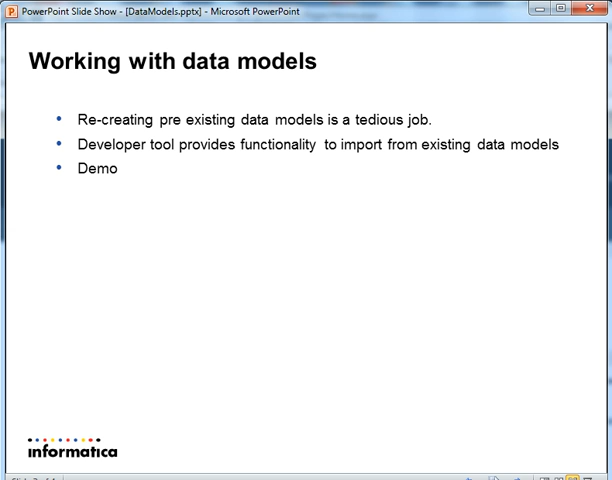 PowerPoint Slide Show - [DataModels.pptx] - Microsoft PowerPoint
Working with data models
• Re-creating pre existing data models is a tedious job.
• Developer tool provides functionality to import from existing data models
• Demo
informatica